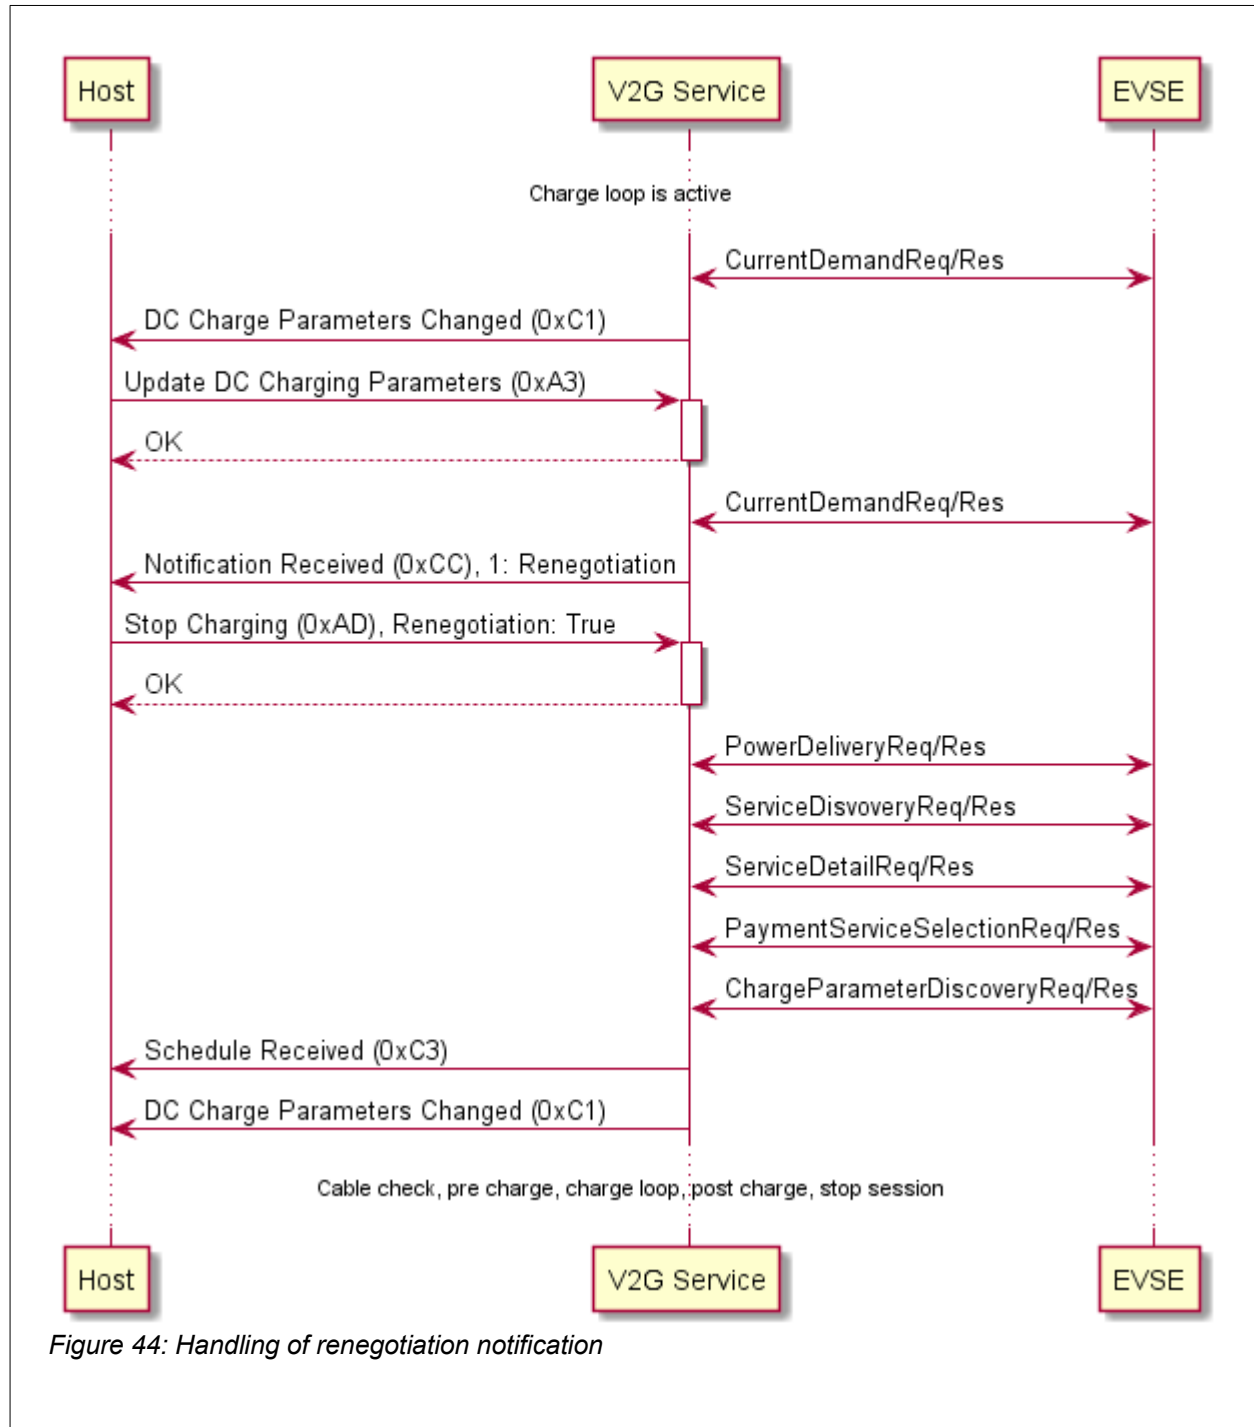 Host
V2G Service
EVSE
Charge loop is active
CurrentDemandReq/Res
DC Charge Parameters Changed (0xC1)
Update DC Charging Parameters (0xA3)
OK
CurrentDemandReq/Res
Notification Received (0xCC), 1: Renegotiation
Stop Charging (0xAD), Renegotiation: True
OK
PowerDeliveryReq/Res
ServiceDisvoveryReq/Res
ServiceDetailReq/Res
PaymentServiceSelectionReq/Res
ChargeParameterDiscoveryReq/Res
Schedule Received (0xC3)
DC Charge Parameters Changed (0xC1)
Cable check, pre charge, charge loop, post charge, stop session
Host
V2G Service
EVSE
Figure 44: Handling of renegotiation notification